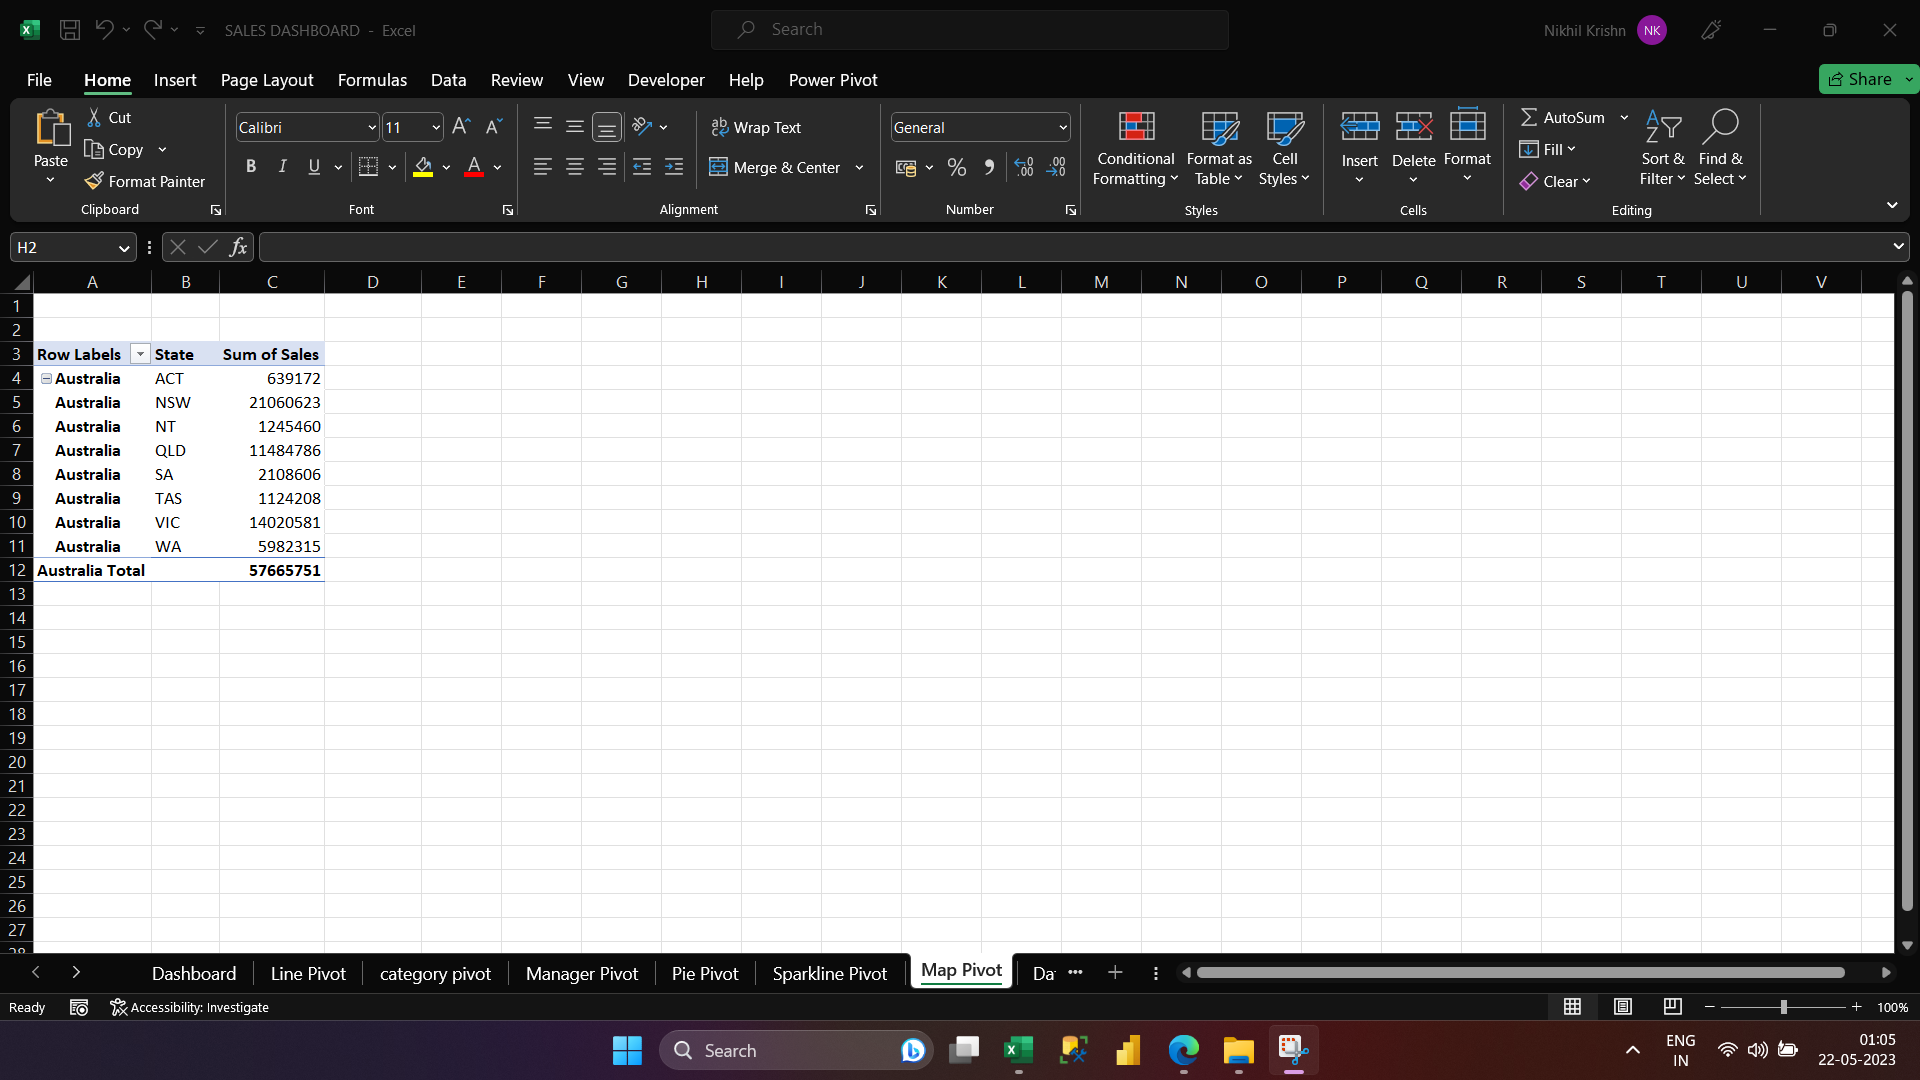 SALES DASHBOARD - Excel
Search
Nikhil Krishn NK
File Home Insert Page Layout Formulas Data Review View Developer Help Power Pivot
Share
Paste
Cut
Copy
Format Painter
Clipboard
Calibri 11
B I U
Font
Wrap Text
Merge & Center
Alignment
General
Number
Conditional Formatting
Format as Table
Cell Styles
Styles
Insert Delete Format
Cells
AutoSum
Fill
Clear
Sort & Filter
Find & Select
Editing
H2 fx
A B C D E F G H I J K L M N O P Q R S T U V
1
2
3 Row Labels State Sum of Sales
4 Australia ACT 639172
5 Australia NSW 21060623
6 Australia NT 1245460
7 Australia QLD 11484786
8 Australia SA 2108606
9 Australia TAS 1124208
10 Australia VIC 14020581
11 Australia WA 5982315
12 Australia Total 57665751
13
14
15
16
17
18
19
20
21
22
23
24
25
26
27
28
Dashboard Line Pivot category pivot Manager Pivot Pie Pivot Sparkline Pivot Map Pivot Da ...
Ready Accessibility: Investigate 100%
Search
ENG
IN
01:05
22-05-2023